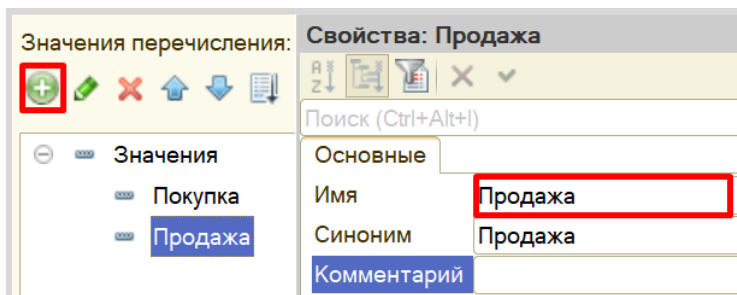 Значения перечисления:
Свойства: Продажа
Поиск (Ctrl+Alt+I)
Значения
Покупка
Продажа
Основные
Имя Продажа
Синоним Продажа
Комментарий